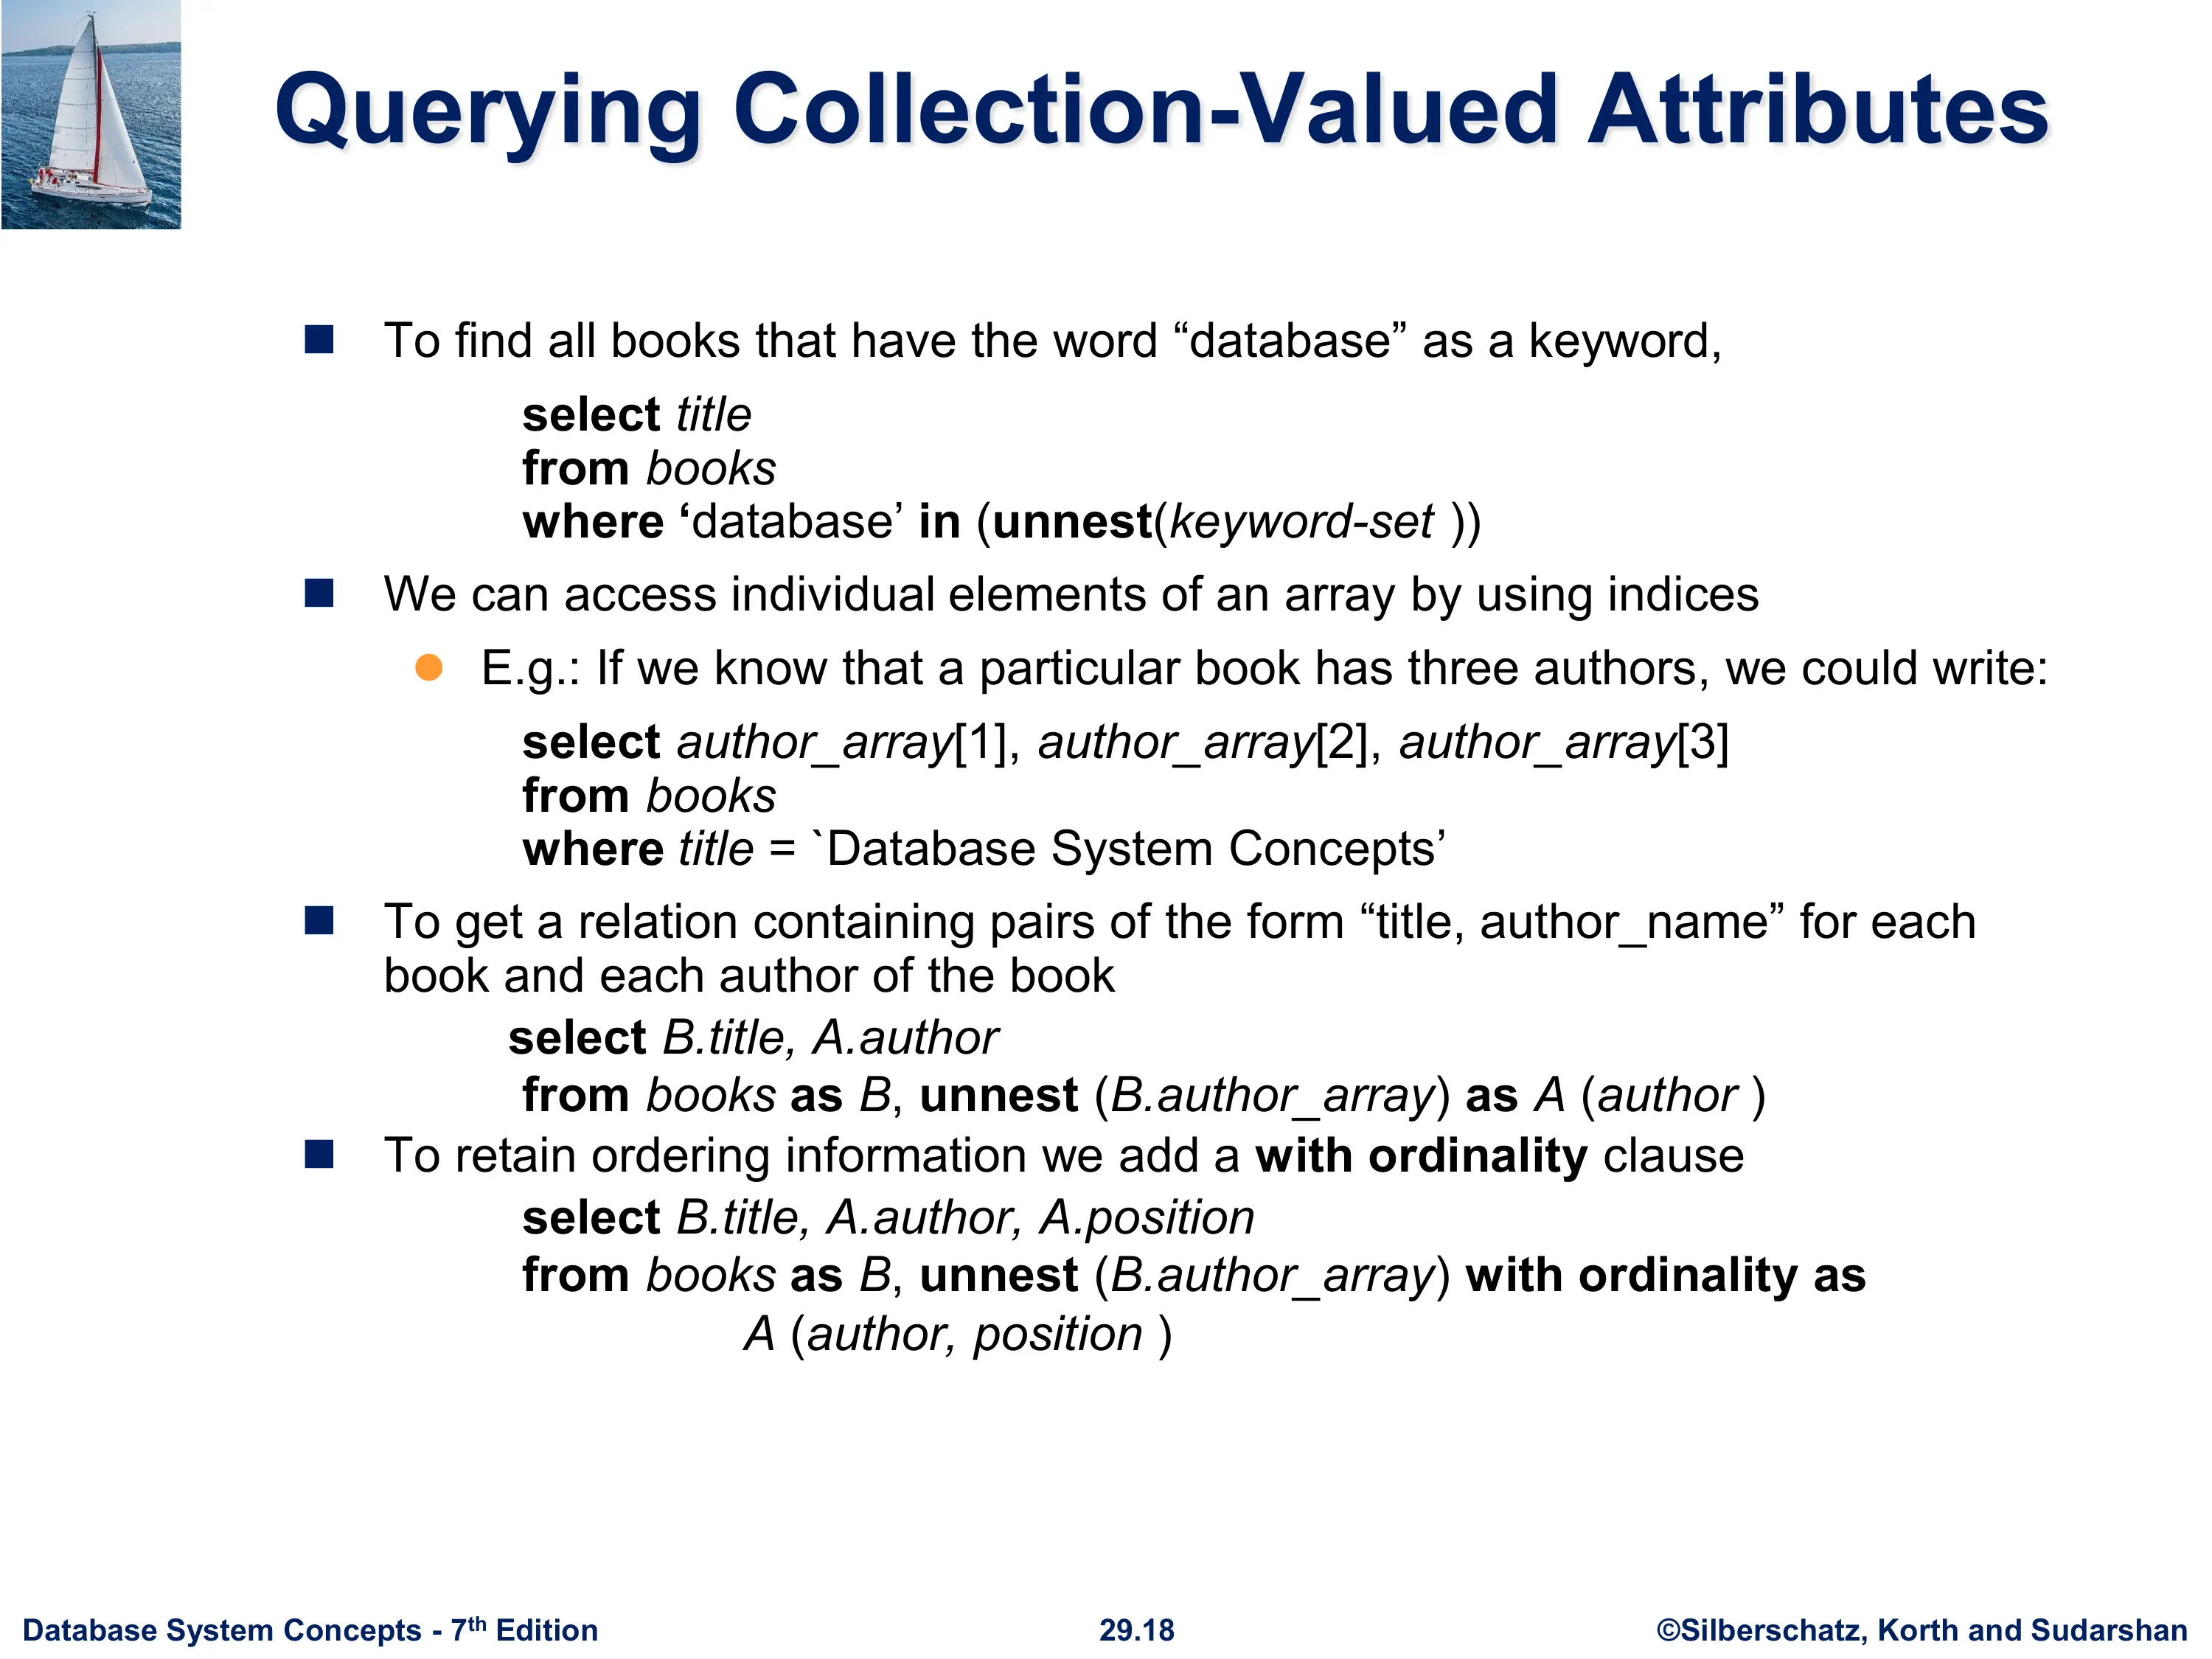 Querying Collection-Valued Attributes
To find all books that have the word “database” as a keyword,
select title
from books
where ‘database’ in (unnest(keyword-set ))
We can access individual elements of an array by using indices
E.g.: If we know that a particular book has three authors, we could write:
select author_array[1], author_array[2], author_array[3]
from books
where title = `Database System Concepts’
To get a relation containing pairs of the form “title, author_name” for each
book and each author of the book
select B.title, A.author
from books as B, unnest (B.author_array) as A (author )
To retain ordering information we add a with ordinality clause
select B.title, A.author, A.position
from books as B, unnest (B.author_array) with ordinality as
A (author, position )
Database System Concepts - 7th Edition
29.18
©Silberschatz, Korth and Sudarshan